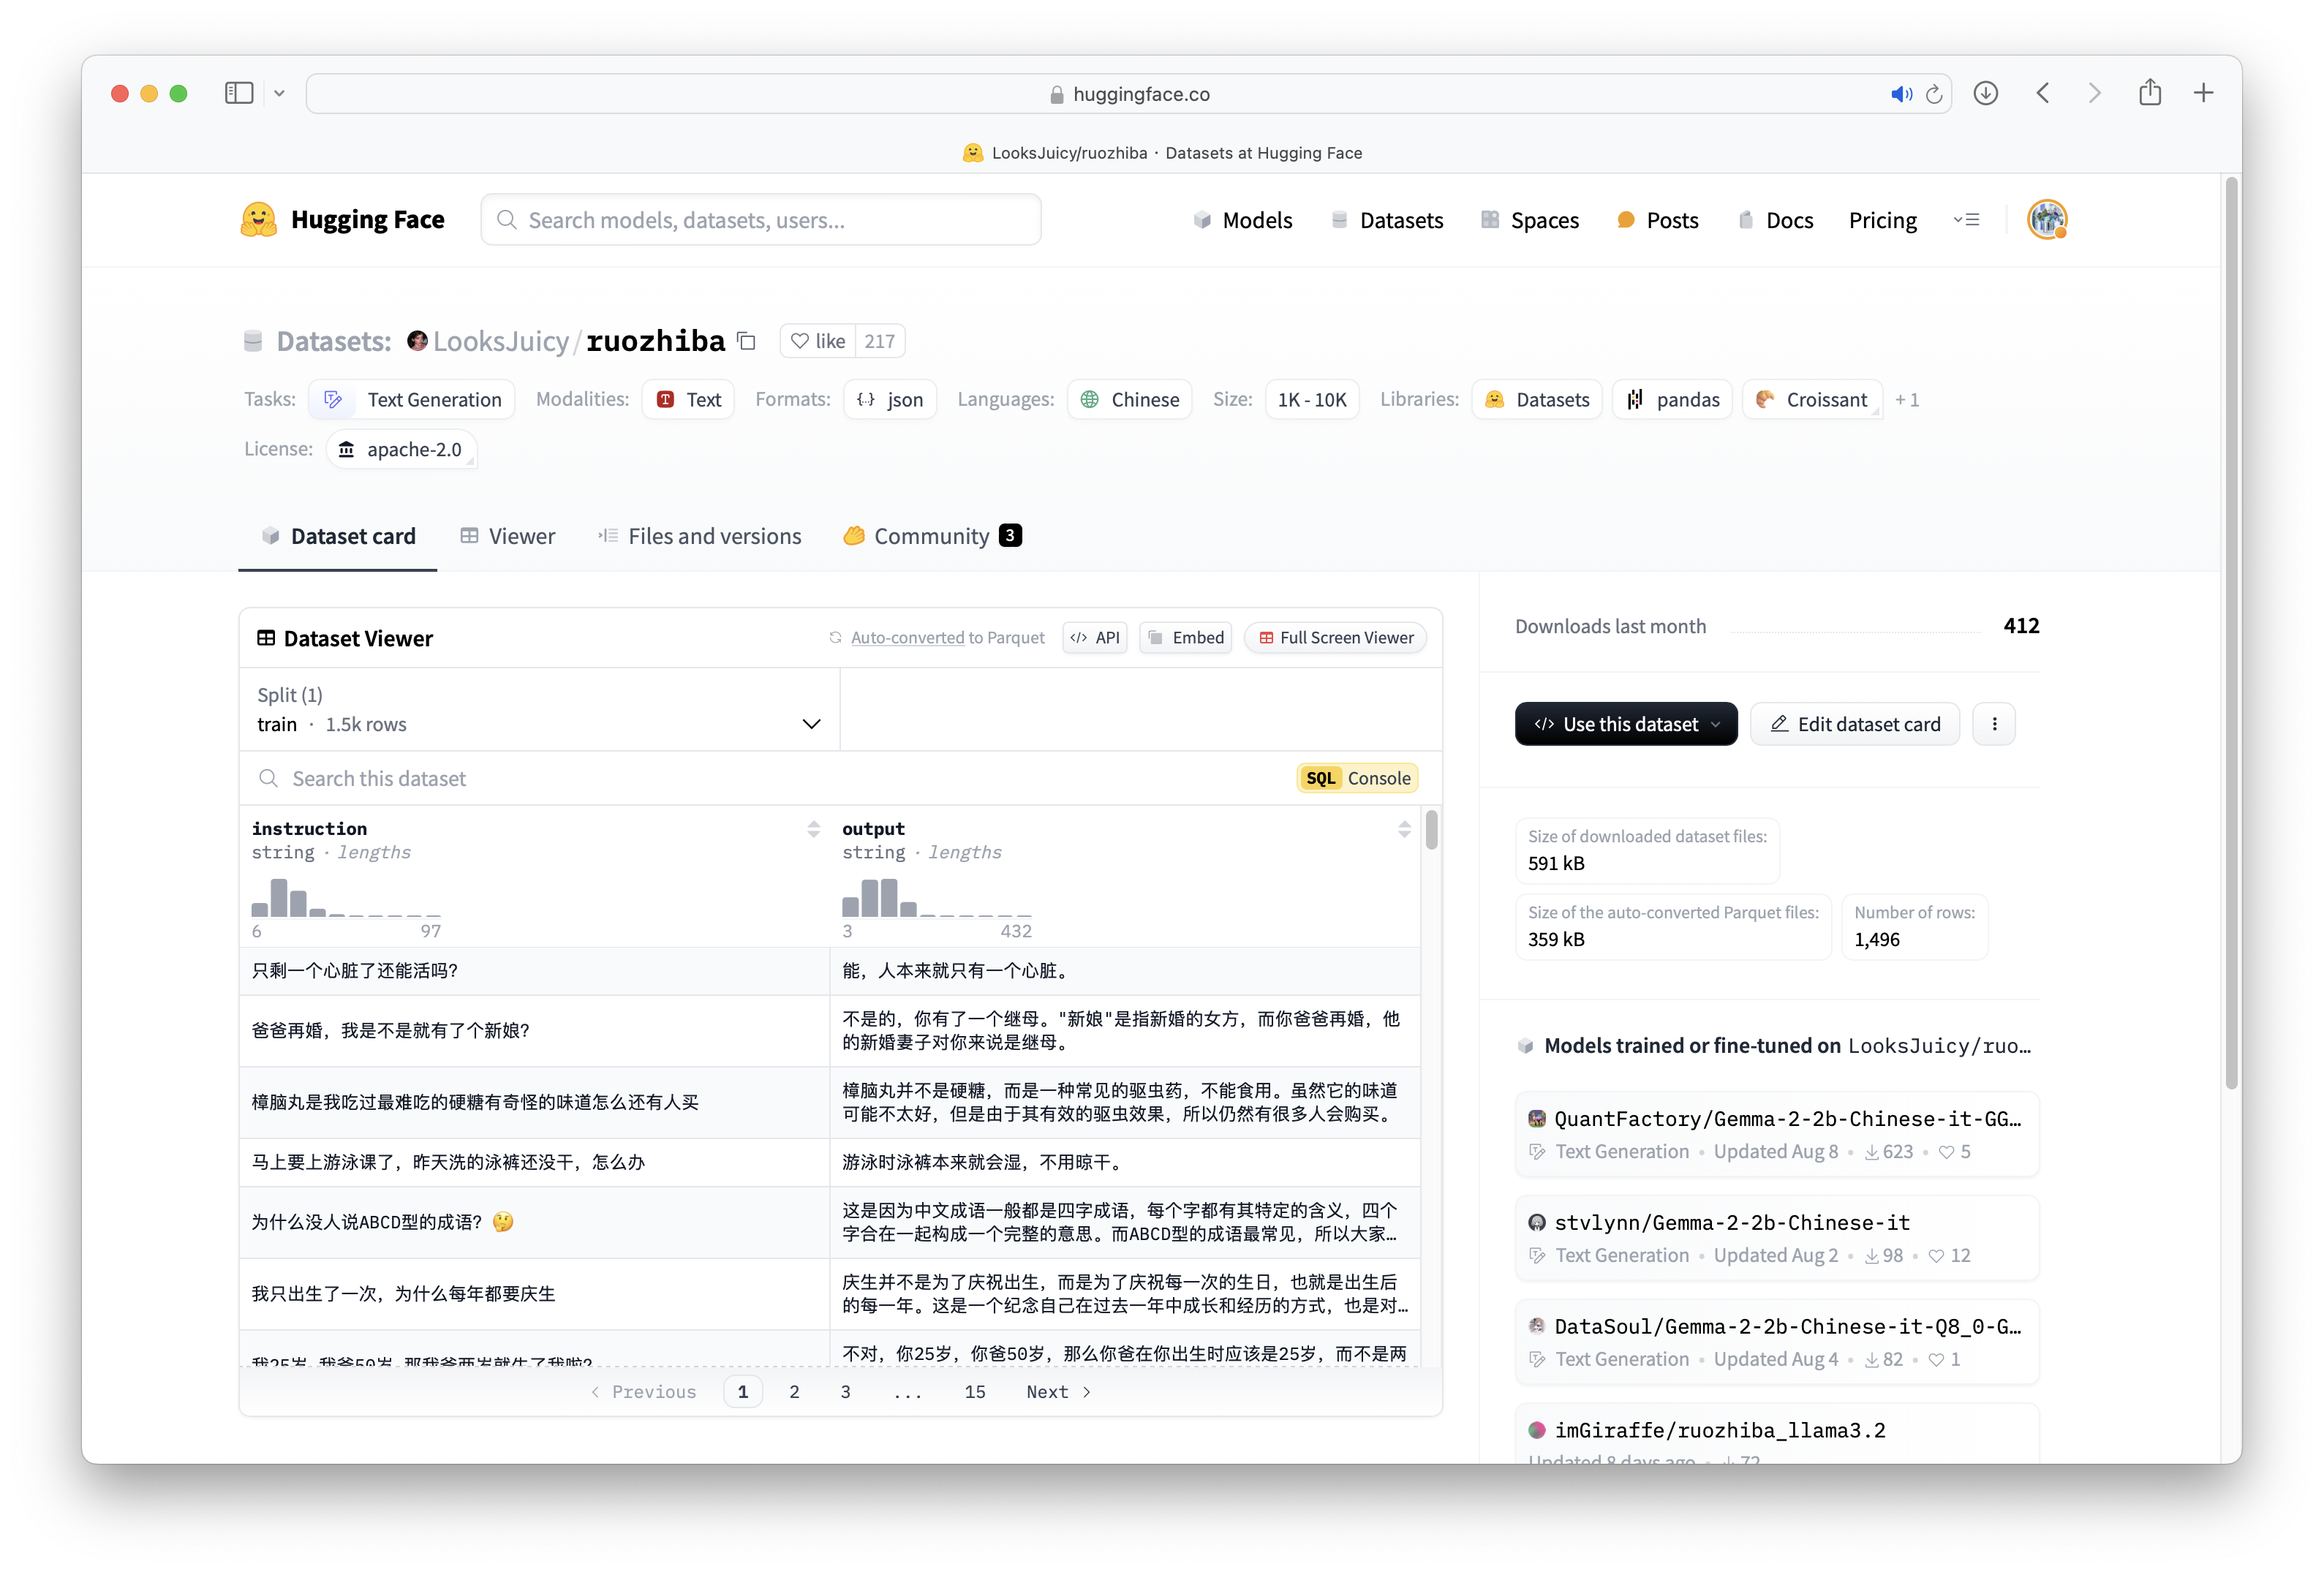 huggingface.co
LooksJuicy/ruozhiba · Datasets at Hugging Face
Hugging Face
Search models, datasets, users...
Models
Datasets
Spaces
Posts
Docs
Pricing
Datasets: LooksJuicy/ruozhiba
like 217
Tasks: Text Generation Modalities: Text Formats: json Languages: Chinese Size: 1K - 10K Libraries: Datasets pandas Croissant + 1
License: apache-2.0
Dataset card
Viewer
Files and versions
Community 3
Dataset Viewer
Auto-converted to Parquet
API
Embed
Full Screen Viewer
Split (1)
train · 1.5k rows
Search this dataset
SQL Console
instruction
string · lengths
6 97
output
string · lengths
3 432
只剩一个心脏了还能活吗?
能，人本来就只有一个心脏。
爸爸再婚，我是不是就有了个新娘?
不是的，你有了一个继母。"新娘"是指新婚的女方，而你爸爸再婚，他
的新婚妻子对你来说是继母。
樟脑丸是我吃过最难吃的硬糖有奇怪的味道怎么还有人买
樟脑丸并不是硬糖，而是一种常见的驱虫药，不能食用。虽然它的味道
可能不太好，但是由于其有效的驱虫效果，所以仍然有很多人会购买。
马上要上游泳课了，昨天洗的泳裤还没干，怎么办
游泳时泳裤本来就会湿，不用晾干。
为什么没人说ABCD型的成语? 🤔
这是因为中文成语一般都是四字成语，每个字都有其特定的含义，四个
字合在一起构成一个完整的意思。而ABCD型的成语最常见，所以大家…
我只出生了一次，为什么每年都要庆生
庆生并不是为了庆祝出生，而是为了庆祝每一次的生日，也就是出生后
的每一年。这是一个纪念自己在过去一年中成长和经历的方式，也是对…
我25岁,我爸50岁,那我爸两岁就生了我啦?
不对，你25岁，你爸50岁，那么你爸在你出生时应该是25岁，而不是两
Previous 1 2 3 ... 15 Next
Downloads last month 412
Use this dataset
Edit dataset card
Size of downloaded dataset files:
591 kB
Size of the auto-converted Parquet files:
359 kB
Number of rows:
1,496
Models trained or fine-tuned on LooksJuicy/ruo…
QuantFactory/Gemma-2-2b-Chinese-it-GG…
Text Generation • Updated Aug 8 • 623 • 5
stvlynn/Gemma-2-2b-Chinese-it
Text Generation • Updated Aug 2 • 98 • 12
DataSoul/Gemma-2-2b-Chinese-it-Q8_0-G…
Text Generation • Updated Aug 4 • 82 • 1
imGiraffe/ruozhiba_llama3.2
Updated 8 days ago • 72